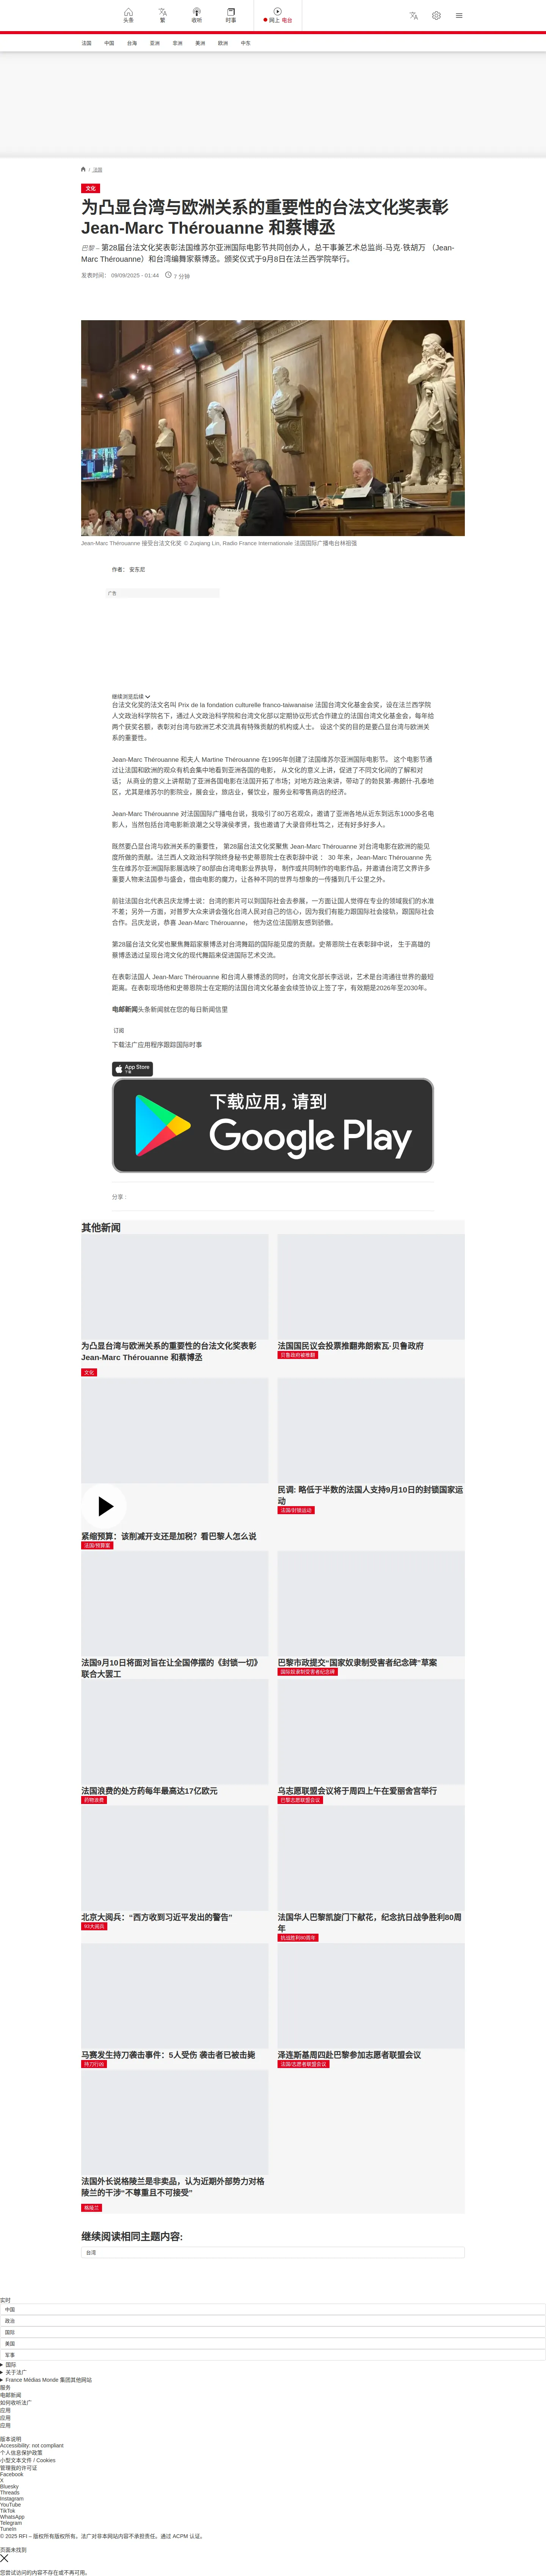 头条
繁
收听
时事
网上 电台
法国
中国
台海
亚洲
非洲
美洲
欧洲
中东
/ 法国
文化
为凸显台湾与欧洲关系的重要性的台法文化奖表彰
Jean-Marc Thérouanne 和蔡博丞
巴黎 – 第28届台法文化奖表彰法国维苏尔亚洲国际电影节共同创办人，总干事兼艺术总监尚·马克·铁胡万 （Jean-
Marc Thérouanne）和台湾编舞家蔡博丞。颁奖仪式于9月8日在法兰西学院举行。
发表时间： 09/09/2025 - 01:44 7 分钟
Jean-Marc Thérouanne 接受台法文化奖 © Zuqiang Lin, Radio France Internationale 法国国际广播电台林祖强
作者： 安东尼
广告
继续浏览后续
台法文化奖的法文名叫 Prix de la fondation culturelle franco-taiwanaise 法国台湾文化基金会奖，设在法兰西学院
人文政治科学院名下，通过人文政治科学院和台湾文化部以定期协议形式合作建立的法国台湾文化基金会，每年给
两个获奖名额，表彰对台湾与欧洲艺术交流具有特殊贡献的机构或人士。 设这个奖的目的是要凸显台湾与欧洲关
系的重要性。
Jean-Marc Thérouanne 和夫人 Martine Thérouanne 在1995年创建了法国维苏尔亚洲国际电影节。 这个电影节通
过让法国和欧洲的观众有机会集中地看到亚洲各国的电影， 从文化的意义上讲，促进了不同文化间的了解和对
话； 从商业的意义上讲帮助了亚洲各国电影在法国开拓了市场；对地方政治来讲，带动了的勃艮第-弗朗什-孔泰地
区，尤其是维苏尔的影院业，展会业，旅店业，餐饮业，服务业和零售商店的经济。
Jean-Marc Thérouanne 对法国国际广播电台说，我吸引了80万名观众，邀请了亚洲各地从近东到远东1000多名电
影人，当然包括台湾电影新浪潮之父导演侯孝贤，我也邀请了大录音师杜笃之，还有好多好多人。
既然要凸显台湾与欧洲关系的重要性， 第28届台法文化奖聚焦 Jean-Marc Thérouanne 对台湾电影在欧洲的能见
度所做的贡献。法兰西人文政治科学院终身秘书史蒂恩院士在表彰辞中说 ： 30 年来，Jean-Marc Thérouanne 先
生在维苏尔亚洲国际影展选映了80部由台湾电影业界执导， 制作或共同制作的电影作品，并邀请台湾艺文界许多
重要人物来法国参与盛会，借由电影的魔力，让各种不同的世界与想象的一传播到几千公里之外。
前驻法国台北代表吕庆龙博士说：台湾的影片可以到国际社会去参展，一方面让国人觉得在专业的领域我们的水准
不差；另外一方面，对普罗大众来讲会强化台湾人民对自己的信心，因为我们有能力跟国际社会接轨，跟国际社会
合作。吕庆龙说，恭喜 Jean-Marc Thérouanne， 他为这位法国朋友感到骄傲。
第28届台法文化奖也聚焦舞蹈家蔡博丞对台湾舞蹈的国际能见度的贡献。史蒂恩院士在表彰辞中说， 生于高雄的
蔡博丞透过呈现台湾文化的现代舞蹈来促进国际艺术交流。
在表彰法国人 Jean-Marc Thérouanne 和台湾人蔡博丞的同时，台湾文化部长李远说，艺术是台湾通往世界的最短
距离。在表彰现场他和史蒂恩院士在定期的法国台湾文化基金会续签协议上签了字，有效期是2026年至2030年。
电邮新闻头条新闻就在您的每日新闻信里
订阅
下载法广应用程序跟踪国际时事
App Store
下载
下载应用，请到
Google Play
分享 :
其他新闻
为凸显台湾与欧洲关系的重要性的台法文化奖表彰
Jean-Marc Thérouanne 和蔡博丞
文化
法国国民议会投票推翻弗朗索瓦·贝鲁政府
贝鲁政府被推翻
紧缩预算：该削减开支还是加税？看巴黎人怎么说
法国/预算案
民调: 略低于半数的法国人支持9月10日的封锁国家运
动
法国/封锁运动
法国9月10日将面对旨在让全国停摆的《封锁一切》
联合大罢工
巴黎市政提交“国家奴隶制受害者纪念碑”草案
国际奴隶制受害者纪念碑
法国浪费的处方药每年最高达17亿欧元
药物浪费
乌志愿联盟会议将于周四上午在爱丽舍宫举行
巴黎志愿联盟会议
北京大阅兵：“西方收到习近平发出的警告”
93大阅兵
法国华人巴黎凯旋门下献花，纪念抗日战争胜利80周
年
抗战胜利80周年
马赛发生持刀袭击事件：5人受伤 袭击者已被击毙
持刀行凶
泽连斯基周四赴巴黎参加志愿者联盟会议
法国/志愿者联盟会议
法国外长说格陵兰是非卖品，认为近期外部势力对格
陵兰的干涉“不尊重且不可接受”
格陵兰
继续阅读相同主题内容:
台湾
实时
中国
政治
国际
美国
军事
国际
关于法广
France Médias Monde 集团其他网站
服务
电邮新闻
如何收听法广
应用
应用
应用
版本说明
Accessibility: not compliant
个人信息保护政策
小型文本文件 / Cookies
管理我的许可证
Facebook
X
Bluesky
Threads
Instagram
YouTube
TikTok
WhatsApp
Telegram
TuneIn
© 2025 RFI – 版权所有版权所有。法广对非本网站内容不承担责任。通过 ACPM 认证。
页面未找到
您尝试访问的内容不存在或不再可用。